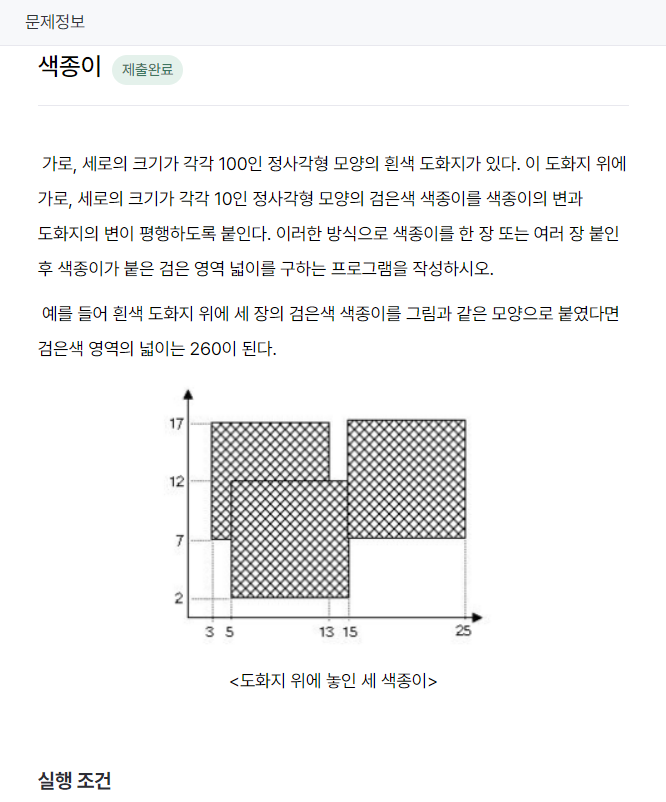 문제정보
색종이 제출완료
가로, 세로의 크기가 각각 100인 정사각형 모양의 흰색 도화지가 있다. 이 도화지 위에
가로, 세로의 크기가 각각 10인 정사각형 모양의 검은색 색종이를 색종이의 변과
도화지의 변이 평행하도록 붙인다. 이러한 방식으로 색종이를 한 장 또는 여러 장 붙인
후 색종이가 붙은 검은 영역 넓이를 구하는 프로그램을 작성하시오.
예를 들어 흰색 도화지 위에 세 장의 검은색 색종이를 그림과 같은 모양으로 붙였다면
검은색 영역의 넓이는 260이 된다.
17
12
7
2
3 5 13 15 25
<도화지 위에 놓인 세 색종이>
실행 조건